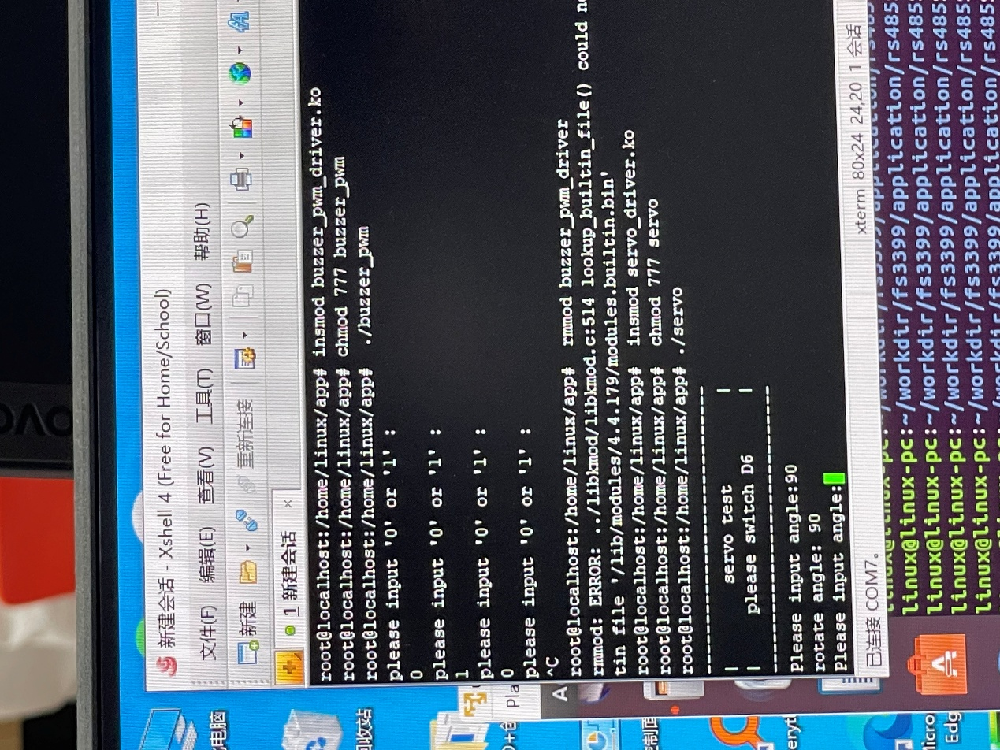 新建会话 - Xshell 4 (Free for Home/School)
文件(F) 编辑(E) 查看(V) 工具(T) 窗口(W) 帮助(H)
新建 重新连接
1 新建会话
root@localhost:/home/linux/app# insmod buzzer_pwm_driver.ko
root@localhost:/home/linux/app# chmod 777 buzzer_pwm
root@localhost:/home/linux/app# ./buzzer_pwm
please input '0' or '1' :
0
please input '0' or '1' :
1
please input '0' or '1' :
0
please input '0' or '1' :
^C
root@localhost:/home/linux/app# rmmod buzzer_pwm_driver
rmmod: ERROR: ../libkmod/libkmod.c:514 lookup_builtin_file() could
tin file '/lib/modules/4.4.179/modules.builtin.bin'
root@localhost:/home/linux/app# insmod servo_driver.ko
root@localhost:/home/linux/app# chmod 777 servo
root@localhost:/home/linux/app# ./servo
| servo test |
| please switch D6 |
Please input angle:90
rotate angle: 90
Please input angle:
已连接 COM7。 xterm 80x24 24,20 1 会话
linux@linux-pc:~/workdir/fs3399/application/rs485
linux@linux-pc:~/workdir/fs3399/application/rs485
linux@linux-pc:~/workdir/fs3399/application/rs485
linux@linux-pc:~/workdir/fs3399/application/rs485
linux@linux-pc:~/workdir/fs3399/application/rs485
电脑
回收站
Pla
A
Edg